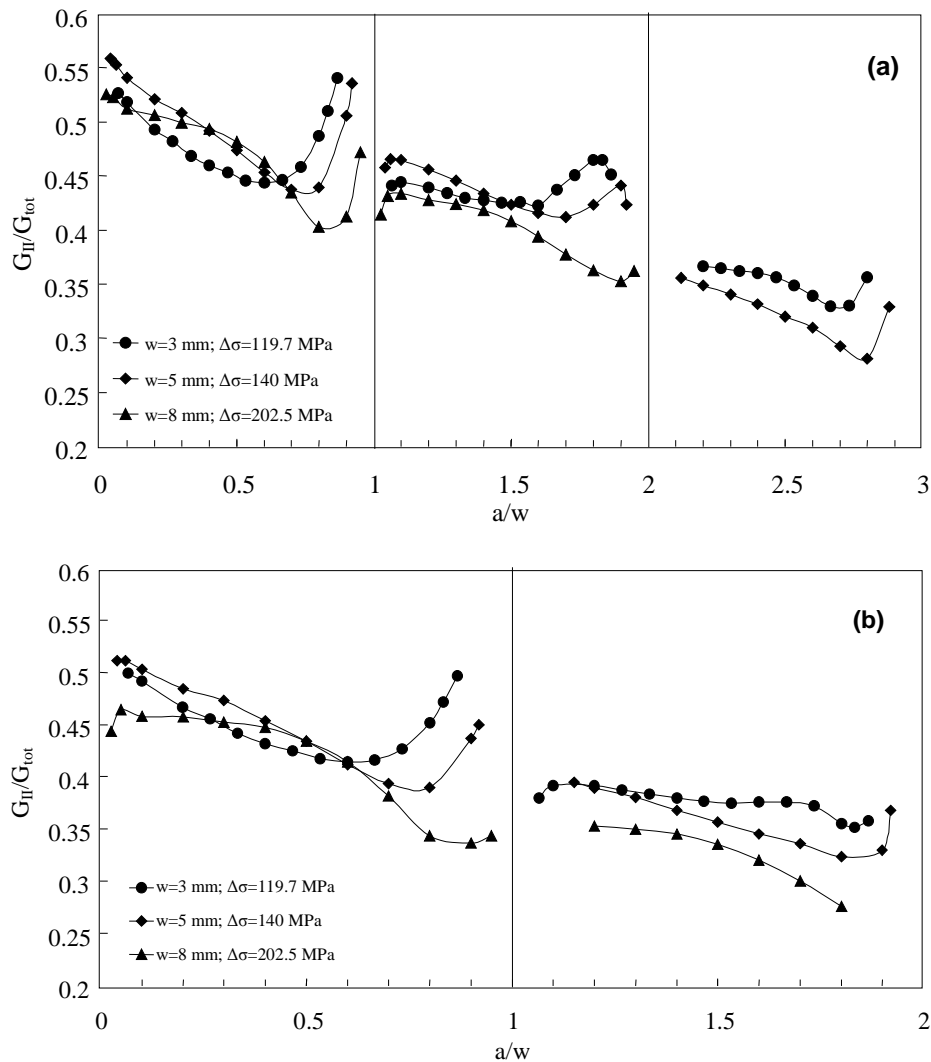 0.6
(a)
0.55
0.5
0.45
0.4
0.35
0.3
0.25
0.2
G_II/G_tot
w=3 mm; Δσ=119.7 MPa
w=5 mm; Δσ=140 MPa
w=8 mm; Δσ=202.5 MPa
0 0.5 1 1.5 2 2.5 3
a/w
0.6
(b)
0.55
0.5
0.45
0.4
0.35
0.3
0.25
0.2
G_II/G_tot
w=3 mm; Δσ=119.7 MPa
w=5 mm; Δσ=140 MPa
w=8 mm; Δσ=202.5 MPa
0 0.5 1 1.5 2
a/w